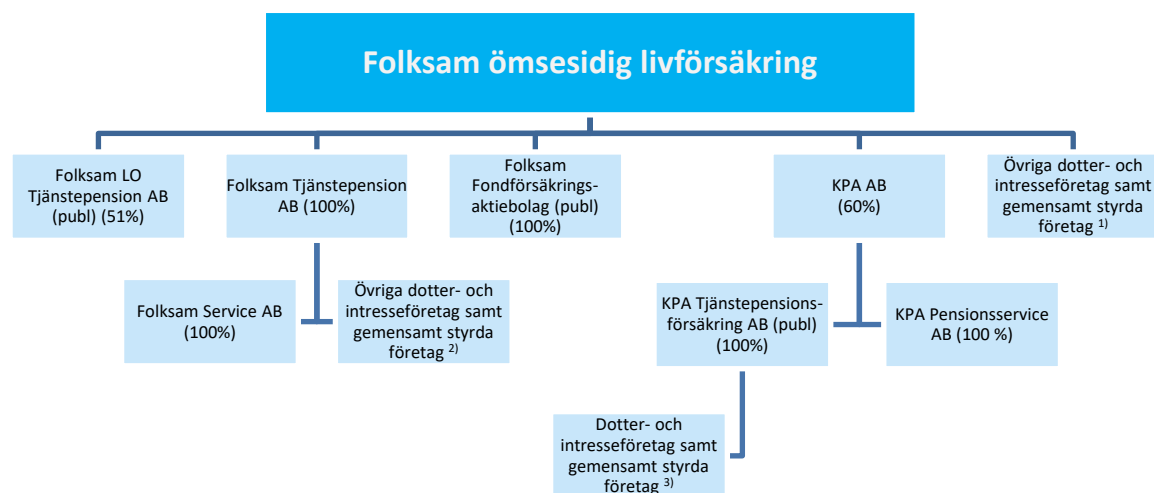 Folksam ömsesidig livförsäkring
Folksam LO
Tjänstepension AB
(publ) (51%)
Folksam Tjänstepension
AB (100%)
Folksam
Fondförsäkrings-
aktiebolag (publ)
(100%)
KPA AB
(60%)
Övriga dotter- och
intresseföretag samt
gemensamt styrda
företag 1)
Folksam Service AB
(100%)
Övriga dotter- och
intresseföretag samt
gemensamt styrda
företag 2)
KPA Tjänstepensions-
försäkring AB (publ)
(100%)
KPA Pensionsservice
AB (100 %)
Dotter- och
intresseföretag samt
gemensamt styrda
företag 3)